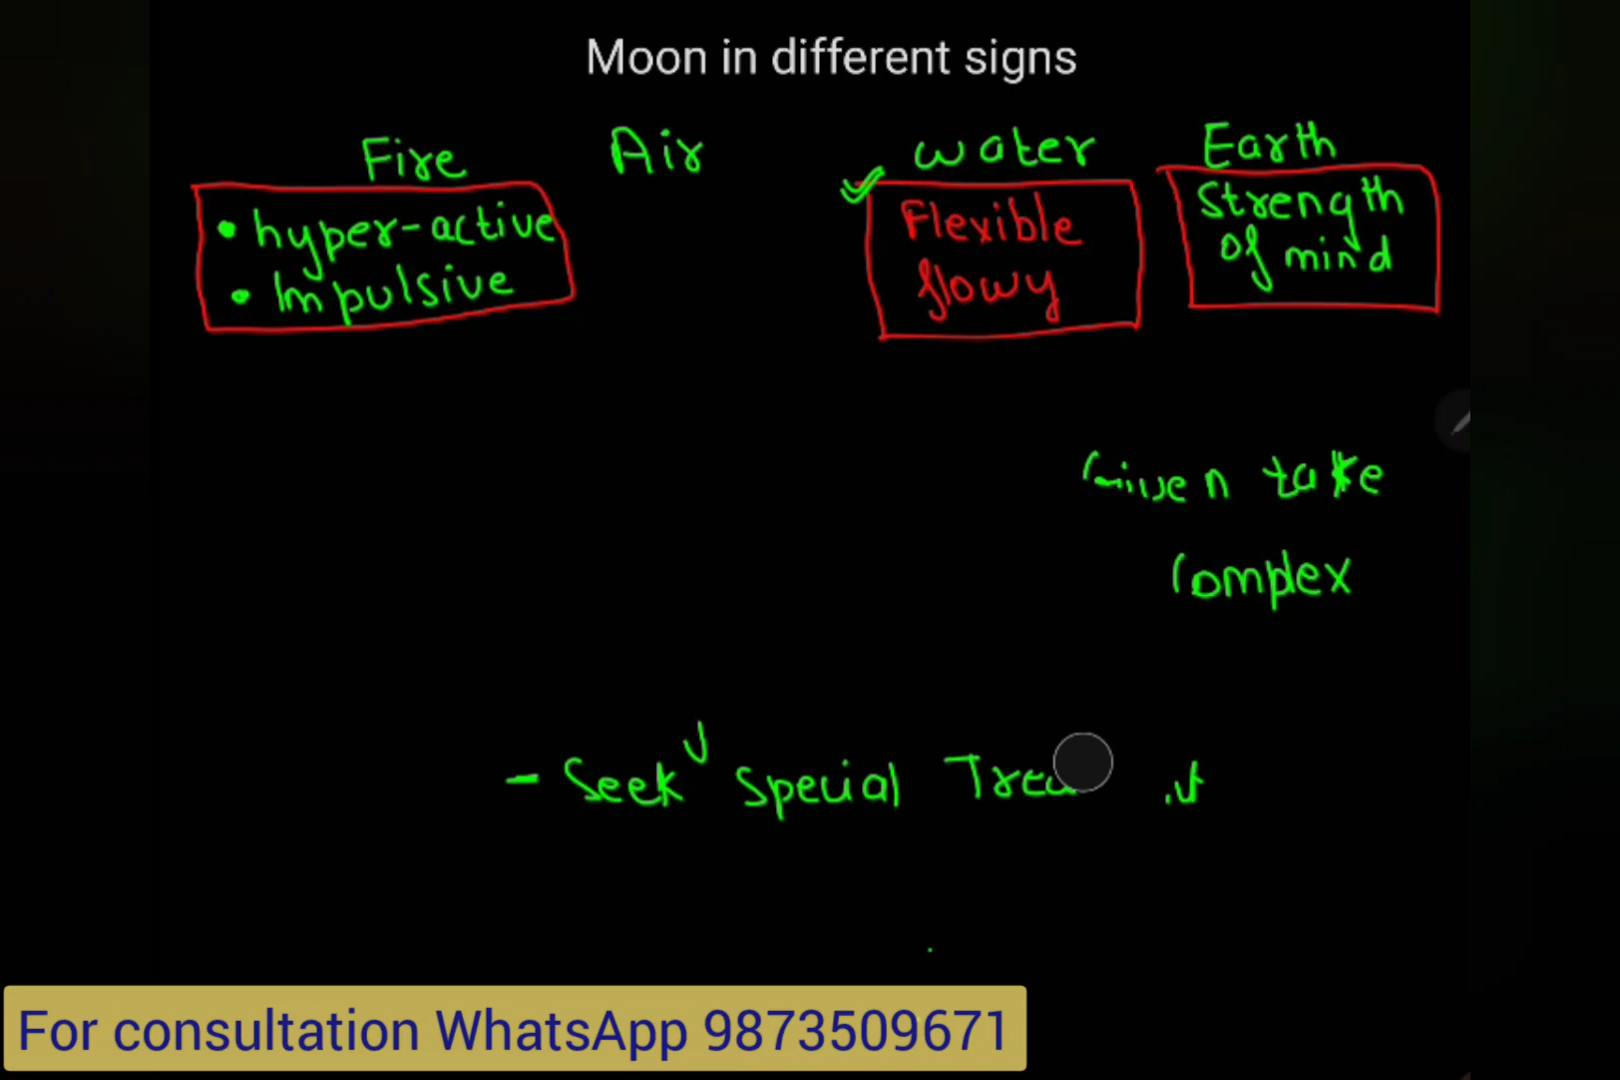 Moon in different signs
Fire Air water Earth
• hyper-active
• Impulsive
Flexible
flowy
Strength
of mind
Given take
Complex
- Seek Special
For consultation WhatsApp 9873509671